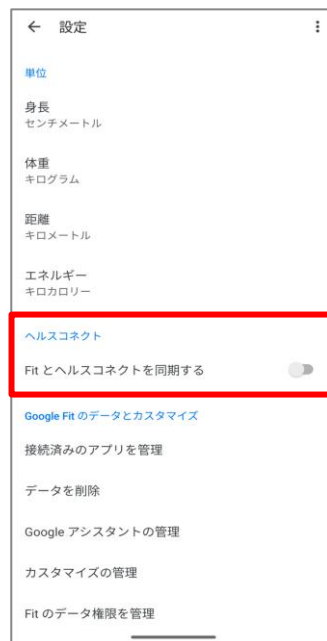 設定
単位
身長
センチメートル
体重
キログラム
距離
キロメートル
エネルギー
キロカロリー
ヘルスコネクト
Fit とヘルスコネクトを同期する
Google Fit のデータとカスタマイズ
接続済みのアプリを管理
データを削除
Google アシスタントの管理
カスタマイズの管理
Fit のデータ権限を管理